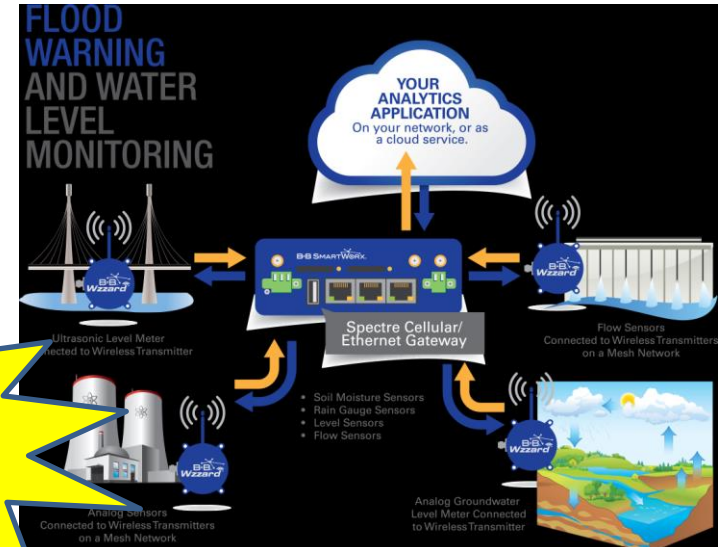 FLOOD
WARNING
AND WATER
LEVEL
MONITORING
YOUR
ANALYTICS
APPLICATION
On your network, or as
a cloud service.
B+B SMARTWORX
Spectre Cellular/
Ethernet Gateway
B+B
Wzzard
Ultrasonic Level Meter
nected to Wireless Transmitter
B+B
Wzzard
Flow Sensors
Connected to Wireless Transmitters
on a Mesh Network
B+B
Wzzard
Analog Sensors
Connected to Wireless Transmitters
on a Mesh Network
• Soil Moisture Sensors
• Rain Gauge Sensors
• Level Sensors
• Flow Sensors
B+B
Wzzard
Analog Groundwater
Level Meter Connected
to Wireless Transmitter